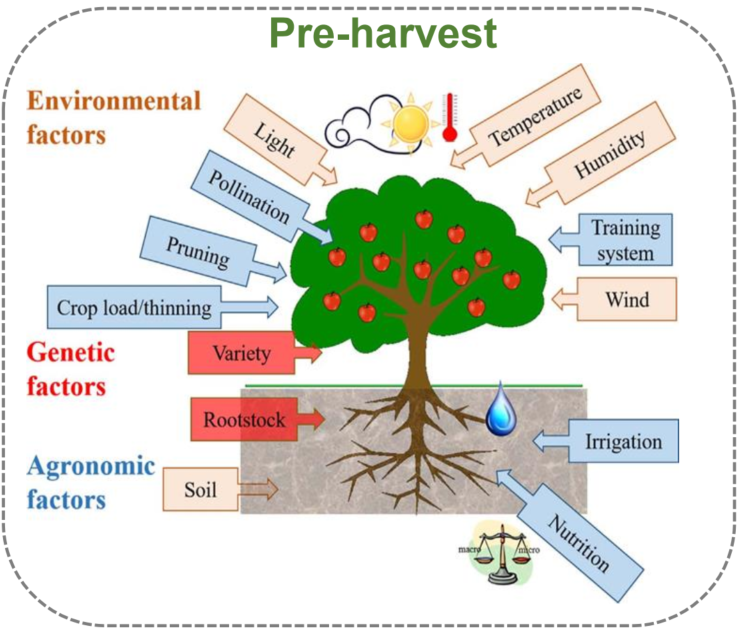 Pre-harvest
Environmental
factors
Light
Temperature
Humidity
Pollination
Pruning
Training
system
Crop load/thinning
Wind
Genetic
factors
Variety
Rootstock
Agronomic
factors
Irrigation
Soil
Nutrition
macro
micro